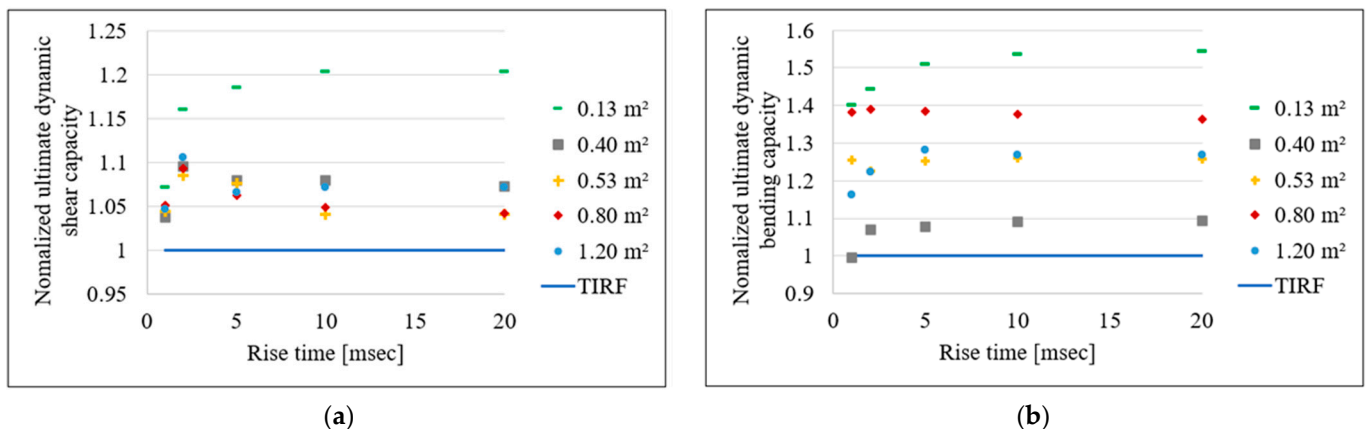 Nomalized ultimate dynamic
shear capacity
1.25
1.2
1.15
1.1
1.05
1
0.95
0 5 10 15 20
Rise time [msec]
0.13 m²
0.40 m²
0.53 m²
0.80 m²
1.20 m²
TIRF
(a)
Nomalized ultimate dynamic
bending capacity
1.6
1.5
1.4
1.3
1.2
1.1
1
0.9
0 5 10 15 20
Rise time [msec]
0.13 m²
0.40 m²
0.53 m²
0.80 m²
1.20 m²
TIRF
(b)